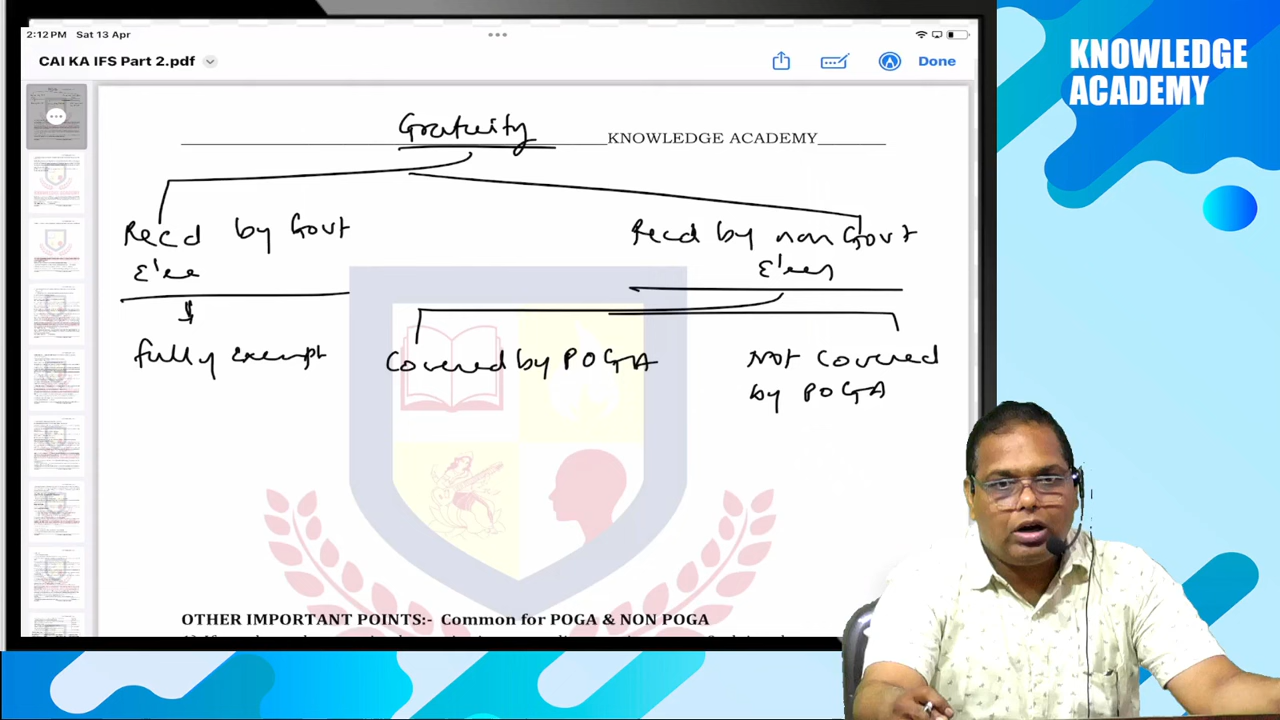 2:12 PM Sat 13 Apr
CAI KA IFS Part 2.pdf
Done
KNOWLEDGE
ACADEMY
Gratuity
KNOWLEDGE ACADEMY
Recd by Govt
E'ee
Recd by non Govt
E'ees
fully exempt
Covered by POGA
Not Covered
by POGA
OTHER IMPORTANT POINTS:- Common for POGA & NON POGA